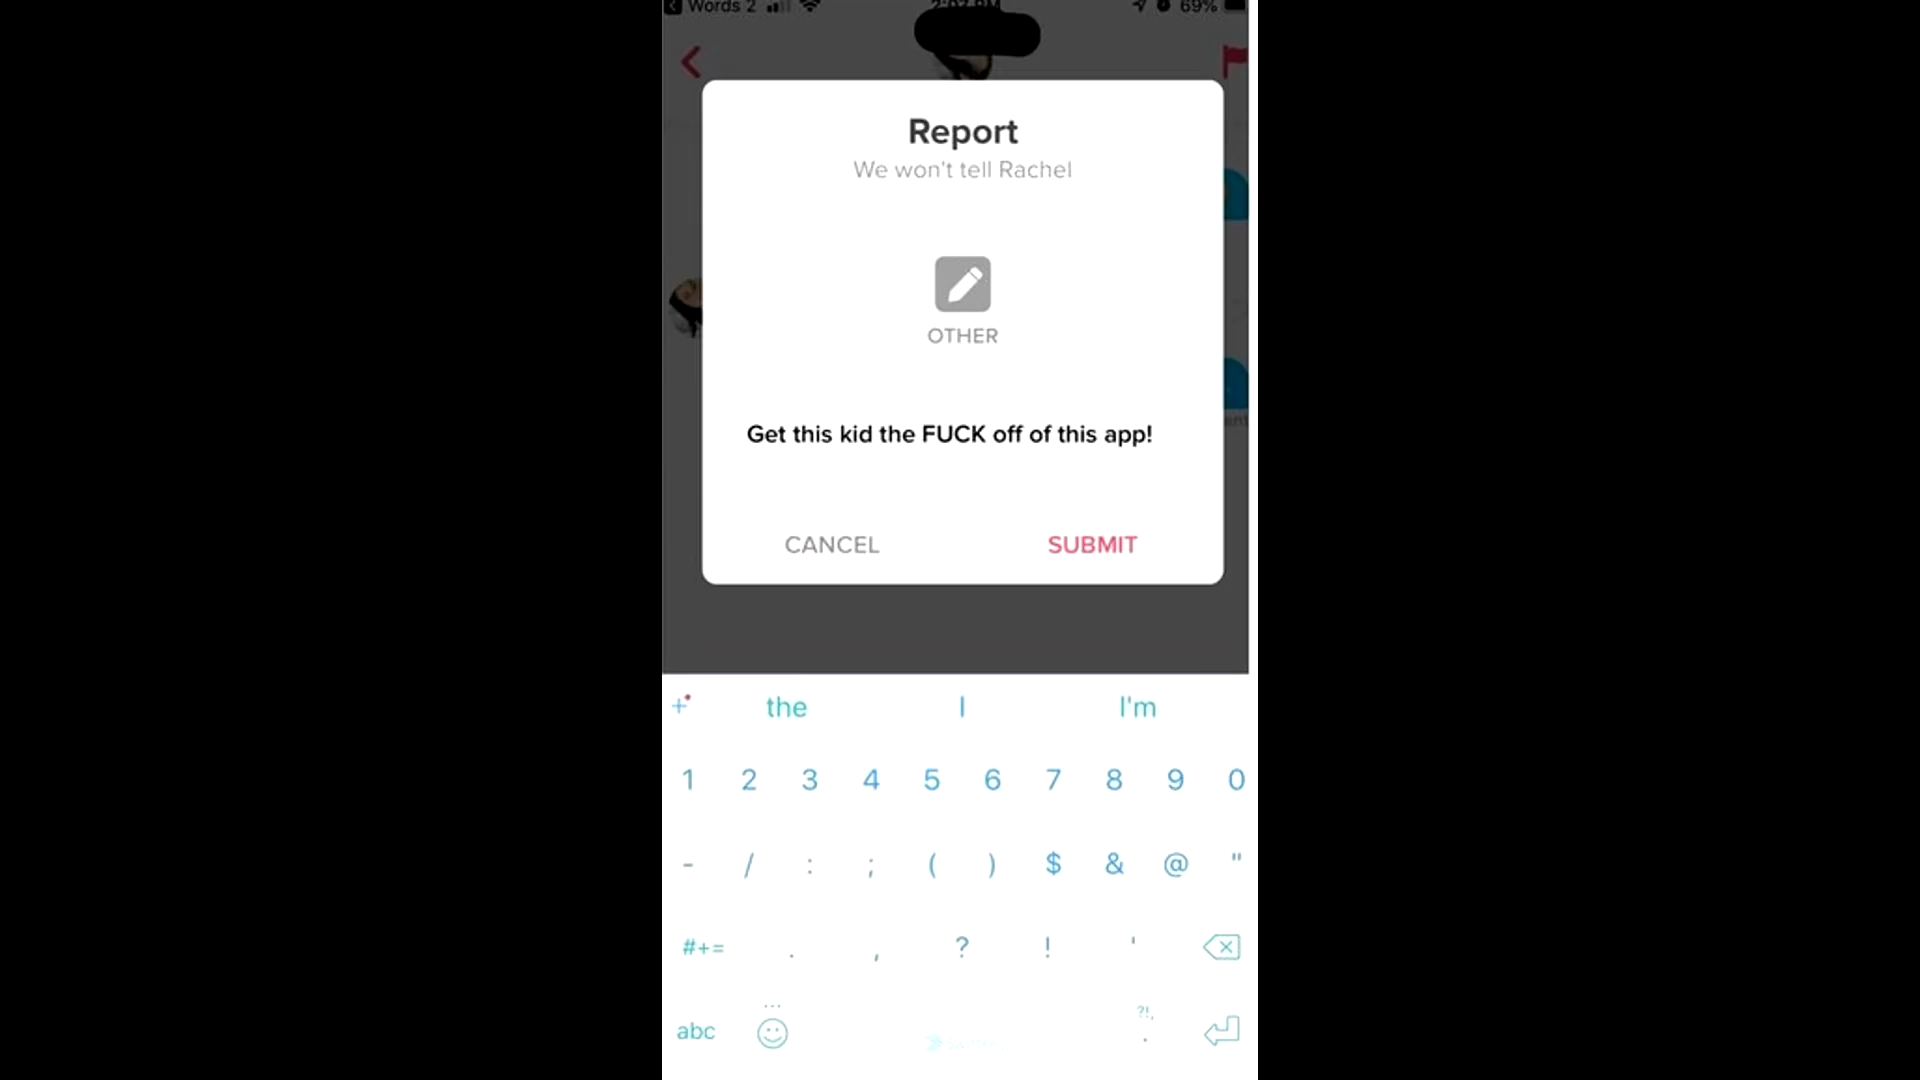 Words 2 69%
Report
We won't tell Rachel
OTHER
Get this kid the FUCK off of this app!
CANCEL SUBMIT
the I I'm
1 2 3 4 5 6 7 8 9 0
- / : ; ( ) $ & @ "
#+= . , ? ! '
abc ... ?!, .